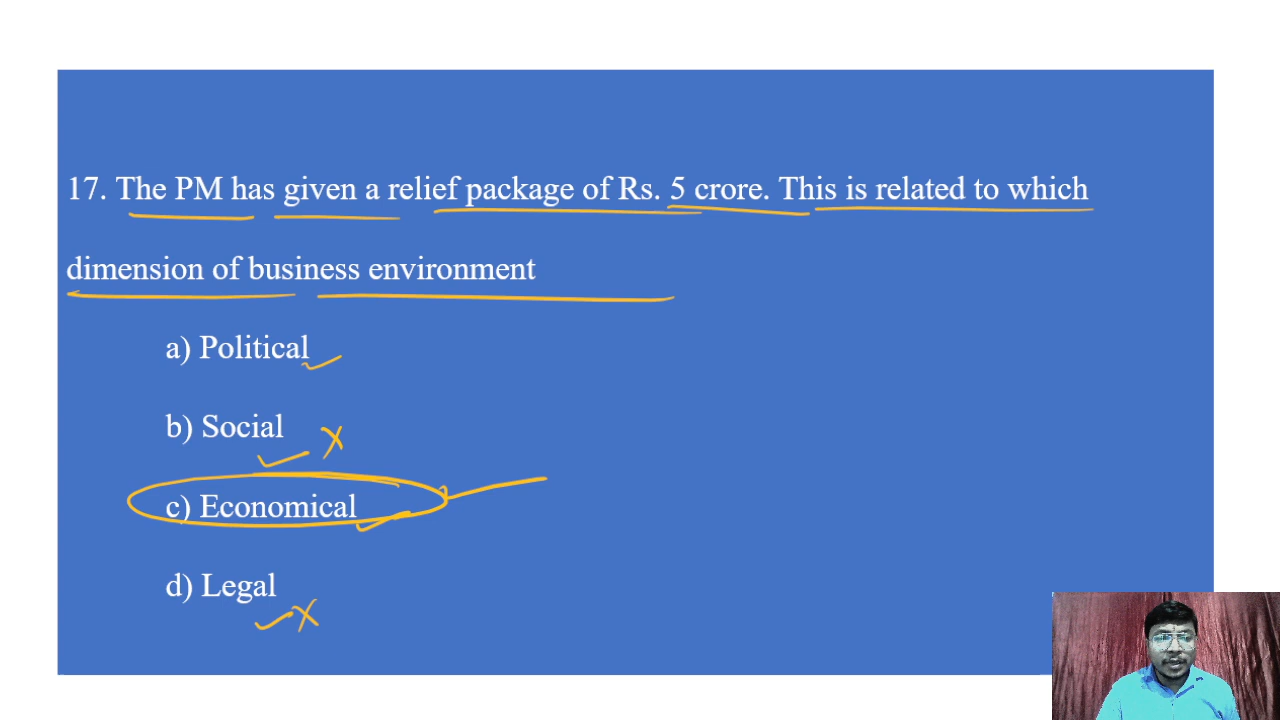 17. The PM has given a relief package of Rs. 5 crore. This is related to which
dimension of business environment
a) Political
b) Social
c) Economical
d) Legal